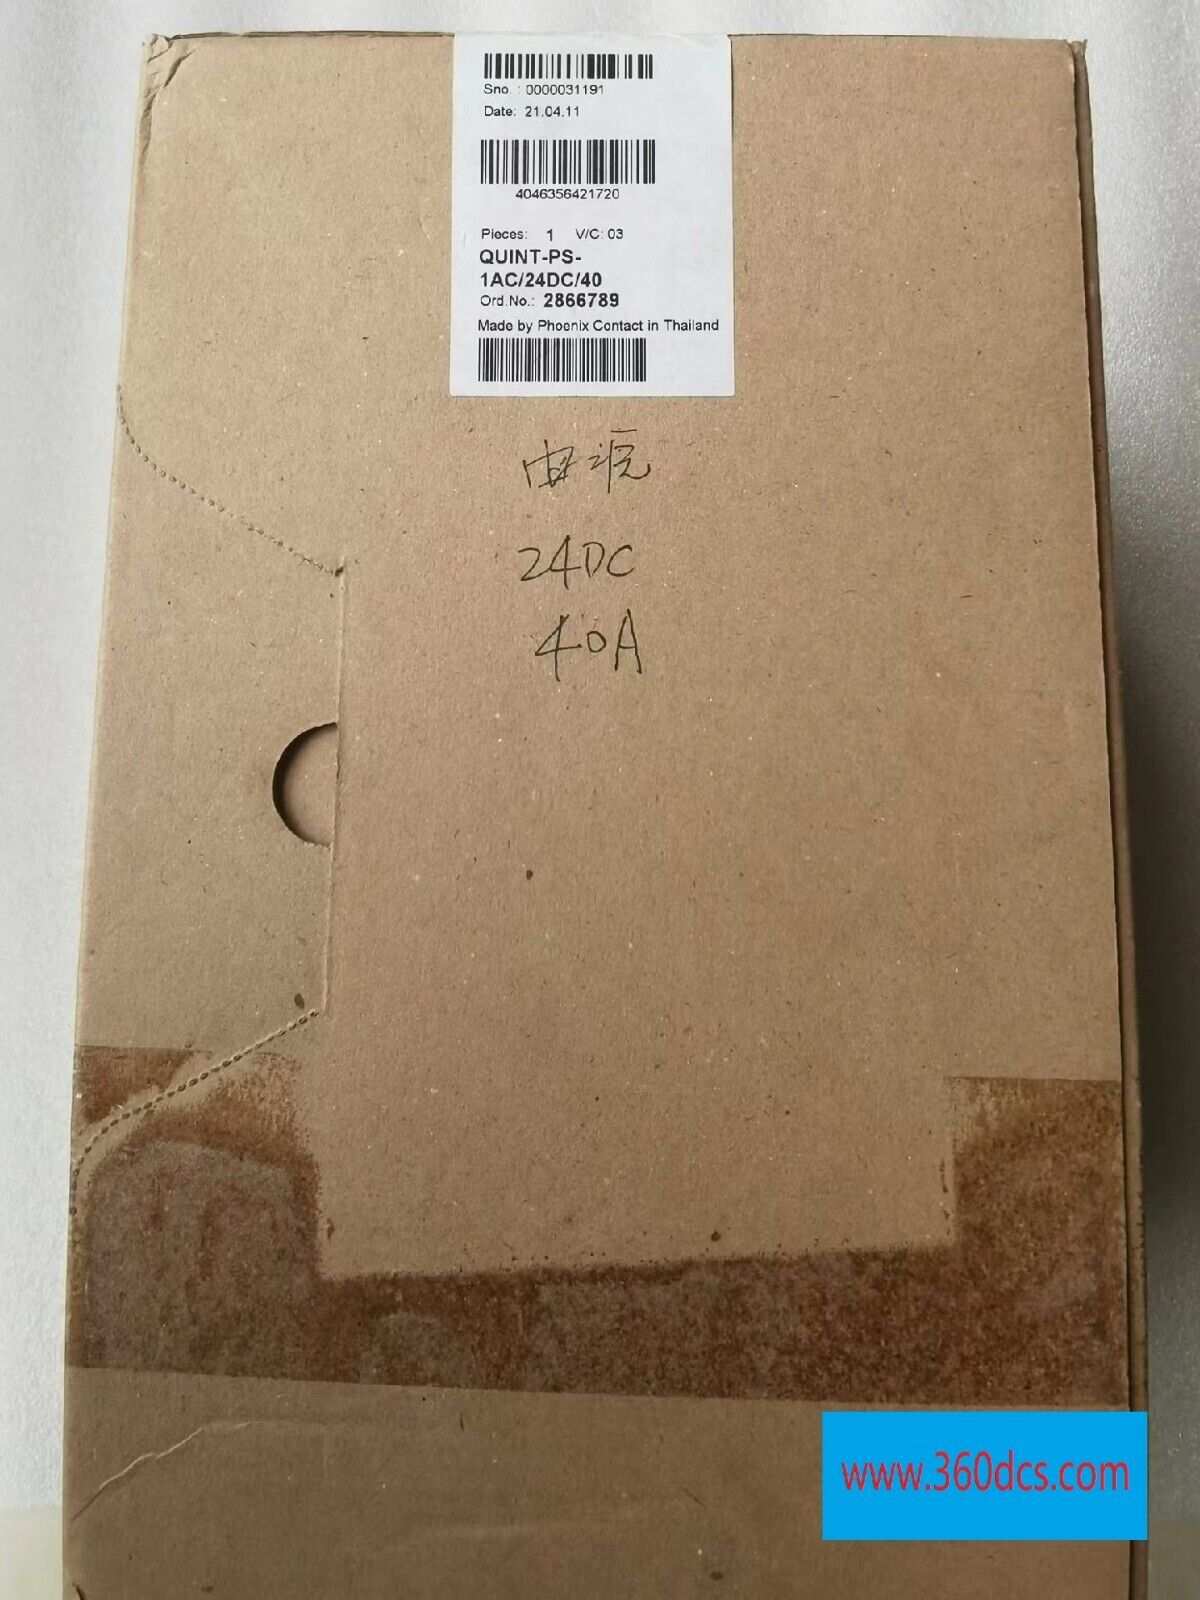 Sno. : 0000031191
Date: 21.04.11
4046356421720
Pieces: 1 V/C: 03
QUINT-PS-
1AC/24DC/40
Ord.No.: 2866789
Made by Phoenix Contact in Thailand
电源
24DC
40A
www.360dcs.com